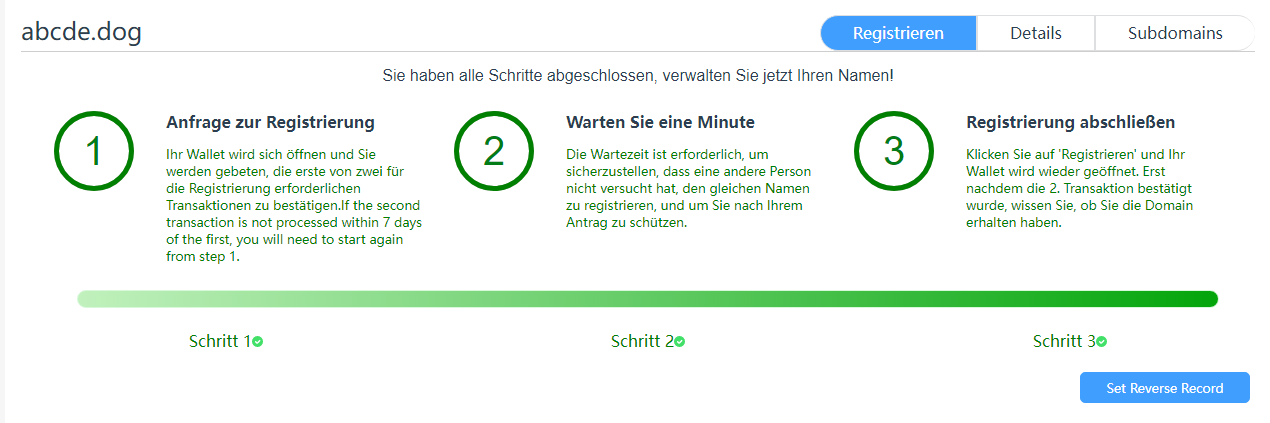 abcde.dog
Registrieren
Details
Subdomains
Sie haben alle Schritte abgeschlossen, verwalten Sie jetzt Ihren Namen!
1
Anfrage zur Registrierung
Ihr Wallet wird sich öffnen und Sie
werden gebeten, die erste von zwei für
die Registrierung erforderlichen
Transaktionen zu bestätigen.If the second
transaction is not processed within 7 days
of the first, you will need to start again
from step 1.
2
Warten Sie eine Minute
Die Wartezeit ist erforderlich, um
sicherzustellen, dass eine andere Person
nicht versucht hat, den gleichen Namen
zu registrieren, und um Sie nach Ihrem
Antrag zu schützen.
3
Registrierung abschließen
Klicken Sie auf 'Registrieren' und Ihr
Wallet wird wieder geöffnet. Erst
nachdem die 2. Transaktion bestätigt
wurde, wissen Sie, ob Sie die Domain
erhalten haben.
Schritt 1
Schritt 2
Schritt 3
Set Reverse Record